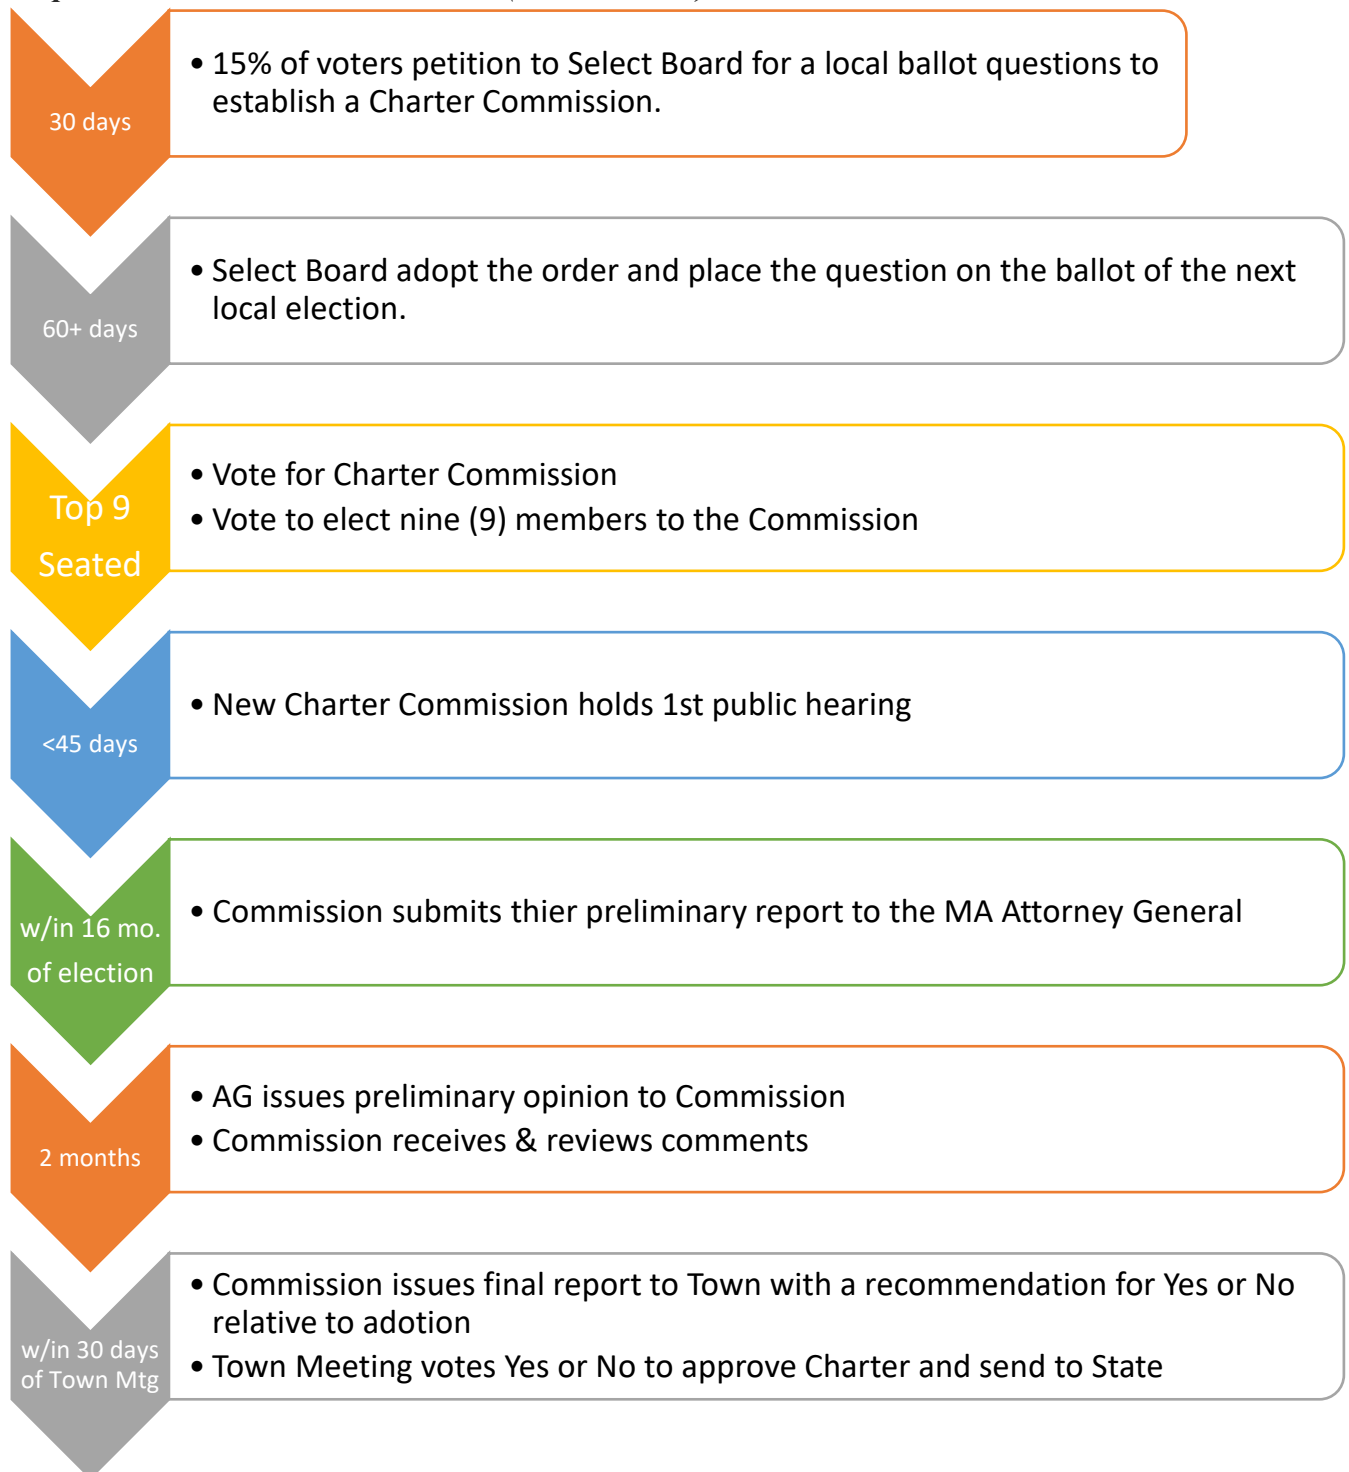 30 days
• 15% of voters petition to Select Board for a local ballot questions to
establish a Charter Commission.
60+ days
• Select Board adopt the order and place the question on the ballot of the next
local election.
Top 9
Seated
• Vote for Charter Commission
• Vote to elect nine (9) members to the Commission
<45 days
• New Charter Commission holds 1st public hearing
w/in 16 mo.
of election
• Commission submits thier preliminary report to the MA Attorney General
2 months
• AG issues preliminary opinion to Commission
• Commission receives & reviews comments
w/in 30 days
of Town Mtg
• Commission issues final report to Town with a recommendation for Yes or No
relative to adotion
• Town Meeting votes Yes or No to approve Charter and send to State